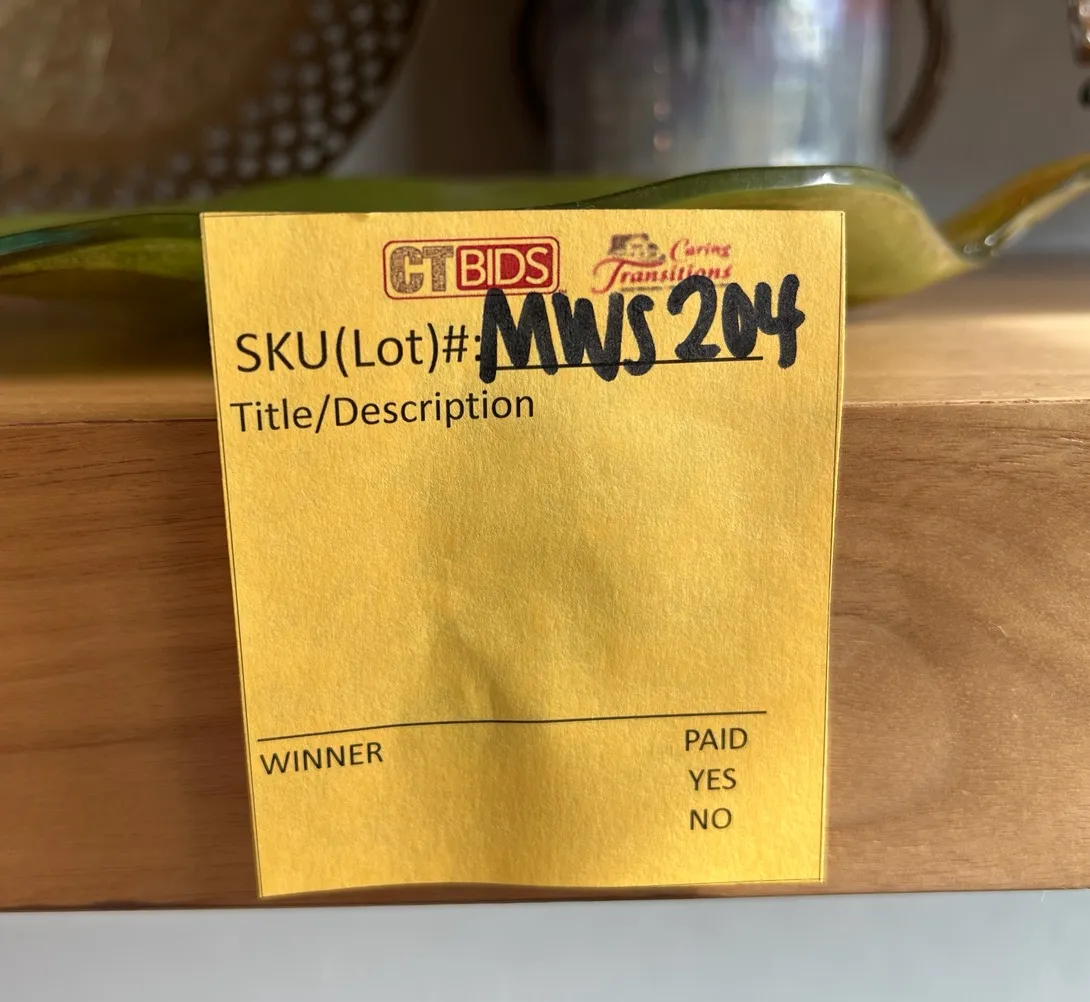 CTBIDS
Caring
Transitions
SKU(Lot)#: MWS 204
Title/Description
WINNER
PAID
YES
NO